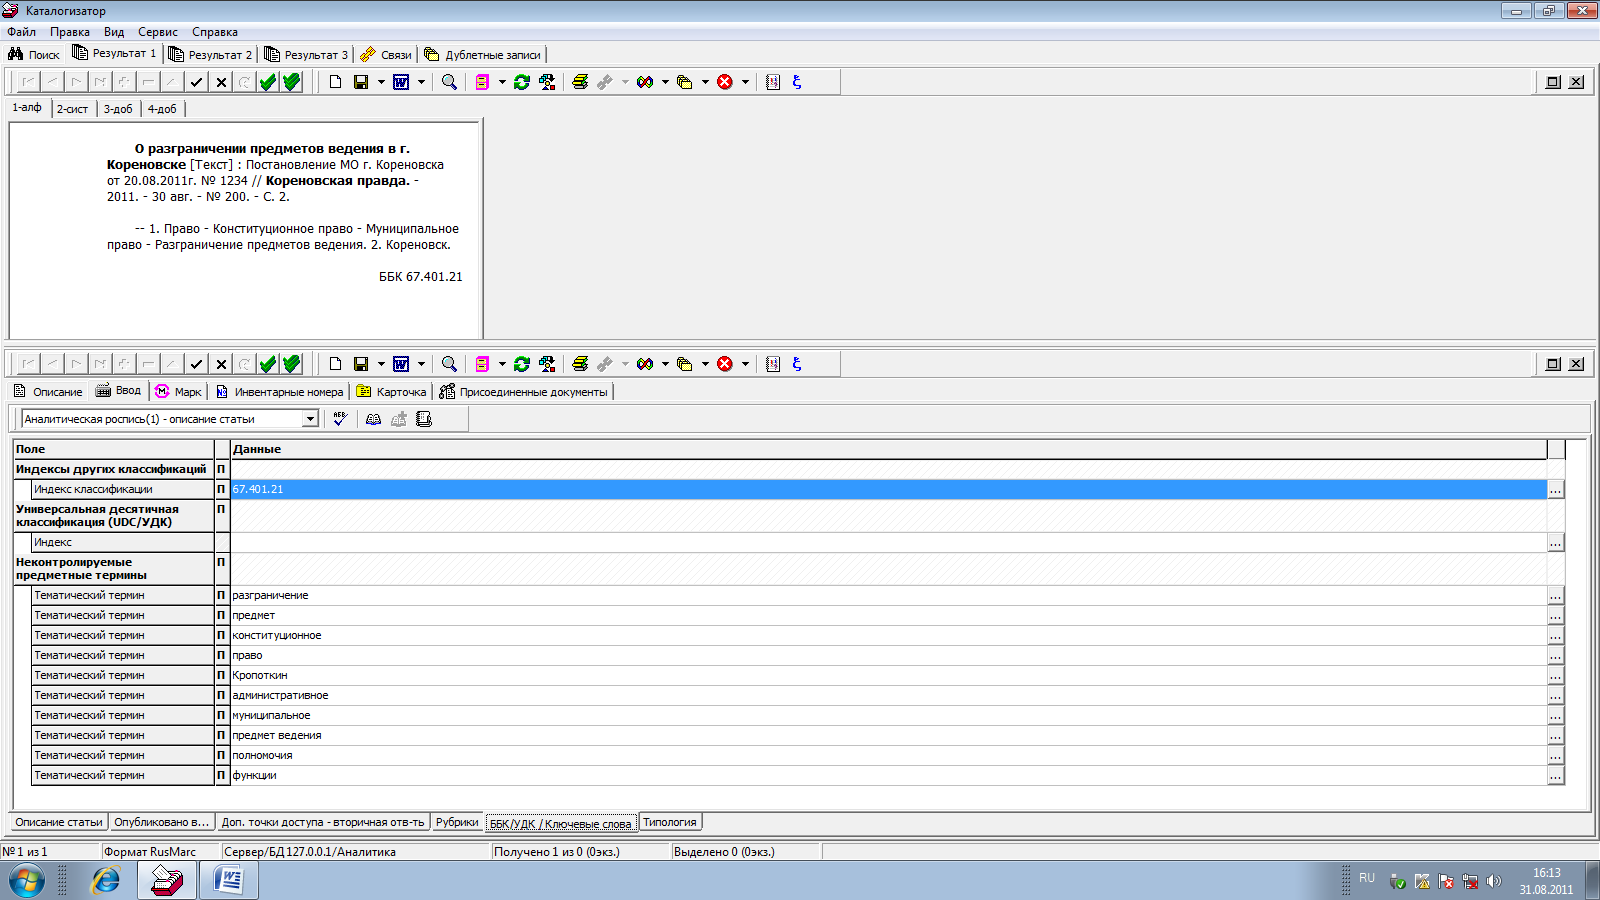 Каталогизатор
Файл Правка Вид Сервис Справка
Поиск Результат 1 Результат 2 Результат 3 Связи Дублетные записи
1-алф 2-сист 3-доб 4-доб
О разграничении предметов ведения в г.
Кореновске [Текст] : Постановление МО г. Кореновска
от 20.08.2011г. № 1234 // Кореновская правда. -
2011. - 30 авг. - № 200. - С. 2.
-- 1. Право - Конституционное право - Муниципальное
право - Разграничение предметов ведения. 2. Кореновск.
ББК 67.401.21
Описание Ввод Марк Инвентарные номера Карточка Присоединенные документы
Аналитическая роспись(1) - описание статьи
Поле Данные
Индексы других классификаций П
Индекс классификации П 67.401.21 ...
Универсальная десятичная
классификация (UDC/УДК) П
Индекс ...
Неконтролируемые
предметные термины П
Тематический термин П разграничение ...
Тематический термин П предмет ...
Тематический термин П конституционное ...
Тематический термин П право ...
Тематический термин П Кропоткин ...
Тематический термин П административное ...
Тематический термин П муниципальное ...
Тематический термин П предмет ведения ...
Тематический термин П полномочия ...
Тематический термин П функции ...
Описание статьи Опубликовано в... Доп. точки доступа - вторичная отв-ть Рубрики ББК/УДК / Ключевые слова Типология
№ 1 из 1 Формат RusMarc Сервер/БД 127.0.0.1/Аналитика Получено 1 из 0 (0экз.) Выделено 0 (0экз.)
RU 16:13
31.08.2011